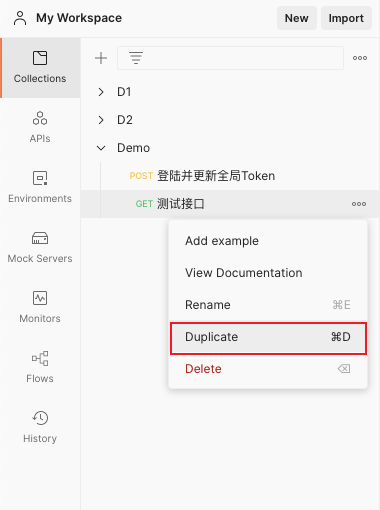 My Workspace New Import
Collections
APIs
Environments
Mock Servers
Monitors
Flows
History
D1
D2
Demo
POST 登陆并更新全局Token
GET 测试接口
Add example
View Documentation
Rename ⌘E
Duplicate ⌘D
Delete ⌫